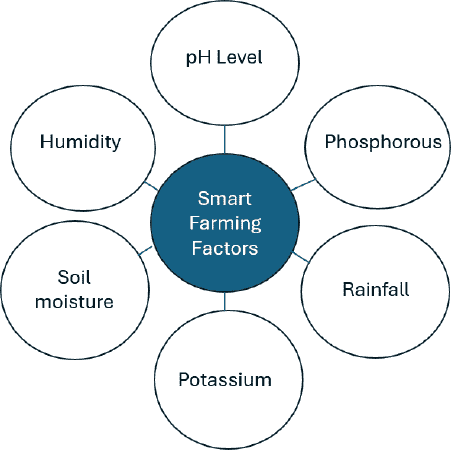 pH Level
Humidity
Phosphorous
Smart
Farming
Factors
Soil
moisture
Rainfall
Potassium